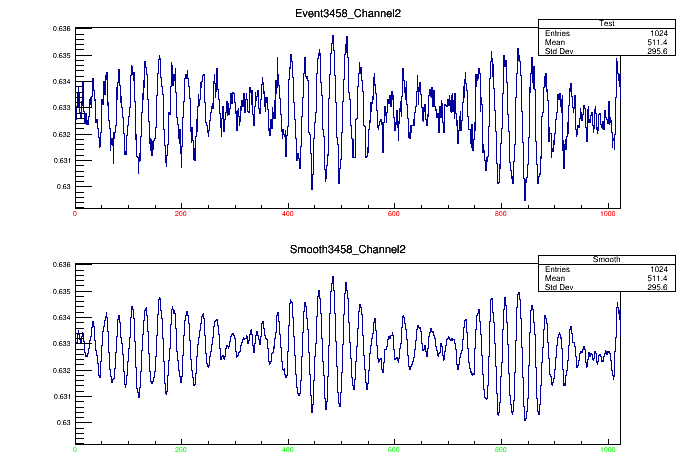 Event3458_Channel2
Test
Entries 1024
Mean 511.4
Std Dev 295.6
0.636
0.635
0.634
0.633
0.632
0.631
0.63
0 200 400 600 800 1000
Smooth3458_Channel2
Smooth
Entries 1024
Mean 511.4
Std Dev 295.6
0.636
0.635
0.634
0.633
0.632
0.631
0.63
0 200 400 600 800 1000